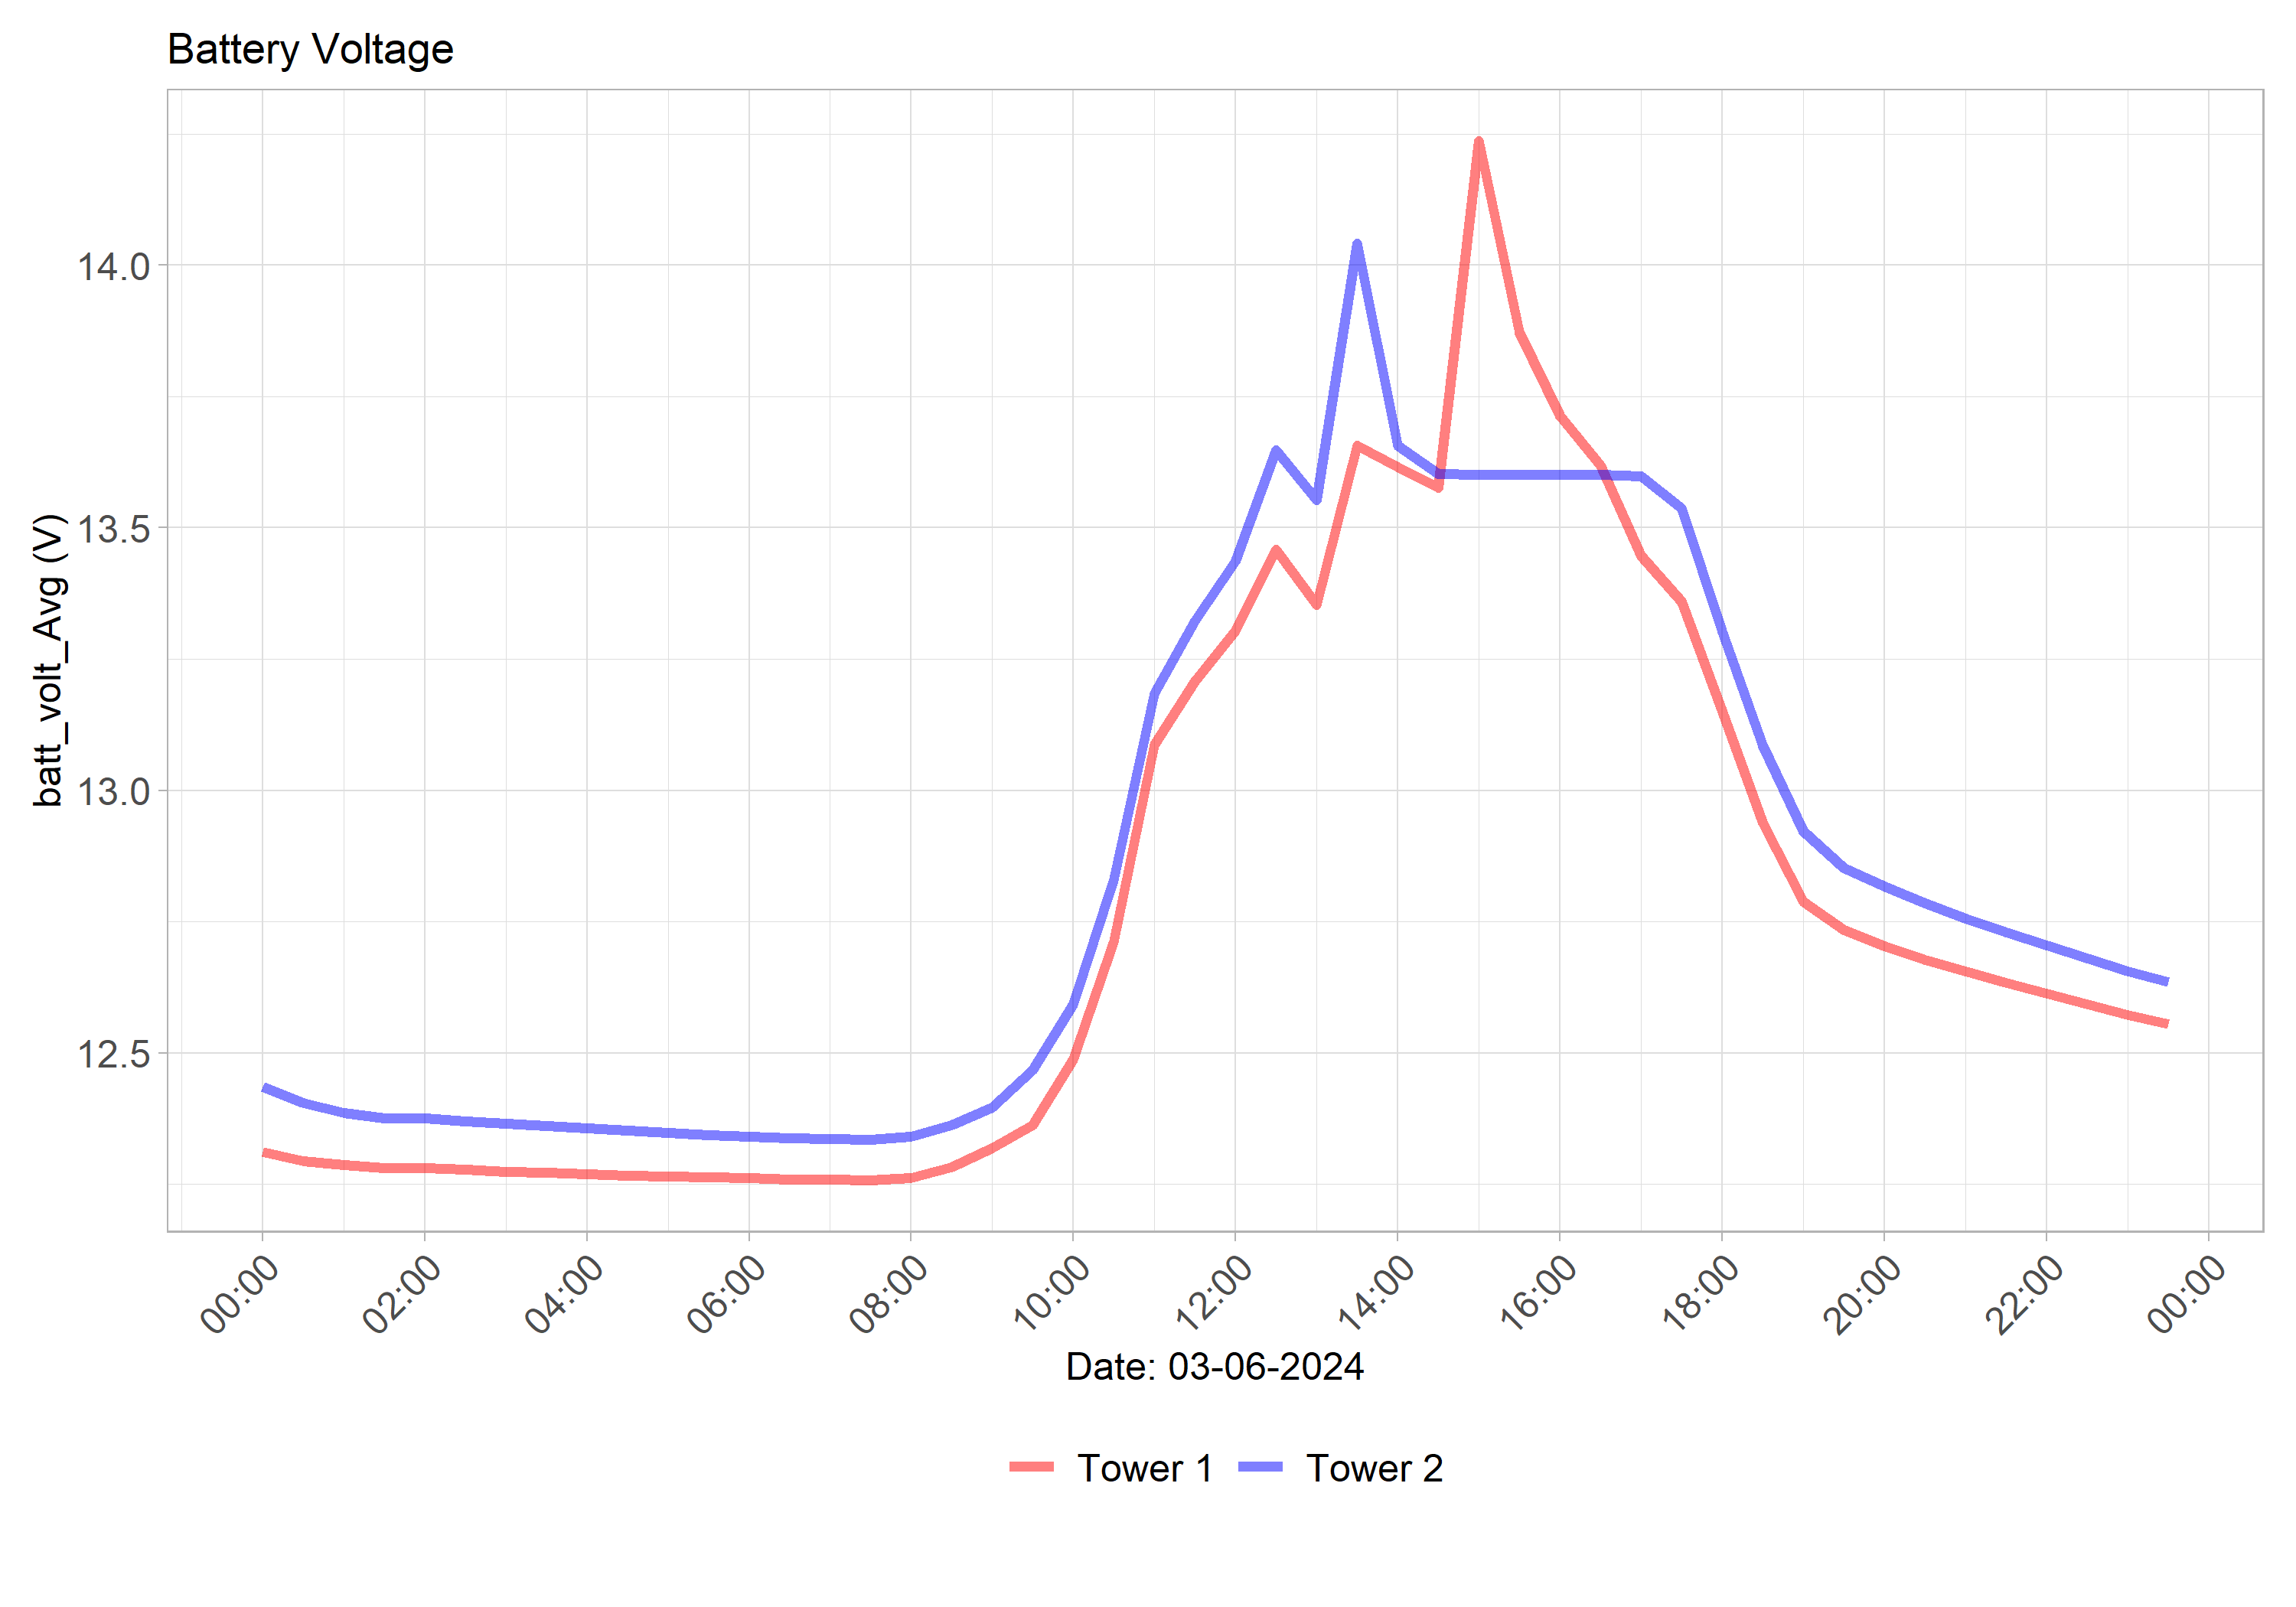 Battery Voltage
batt_volt_Avg (V)
14.0
13.5
13.0
12.5
00:00 02:00 04:00 06:00 08:00 10:00 12:00 14:00 16:00 18:00 20:00 22:00 00:00
Date: 03-06-2024
Tower 1 Tower 2